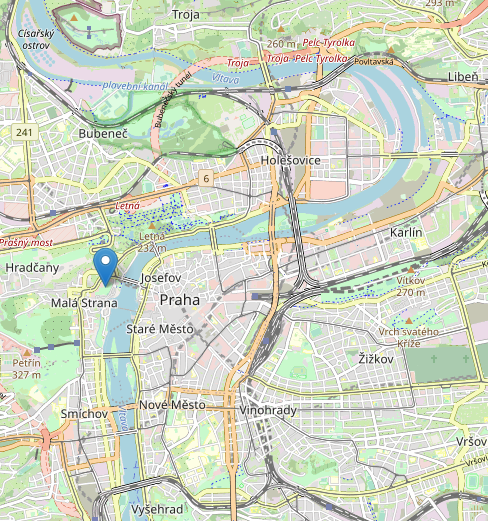 293 m
Troja
Císařský
ostrov
260 m
Pelc-Tyrolka
Troja
Troja
Pelc-Tyrolka
Povltavská
Vltava
plavební kanál
Libeň
Bubenečský tunel
241
Bubeneč
Holešovice
6
Letná
Prašný most
Letná
232 m
Karlín
Hradčany
Josefov
Vítkov
270 m
Malá Strana
Praha
Staré Město
Vrch svatého
Kříže
Petřín
327 m
Žižkov
Nové Město
Vinohrady
Smíchov
Vltava
Vršov
Vršovi
Vyšehrad